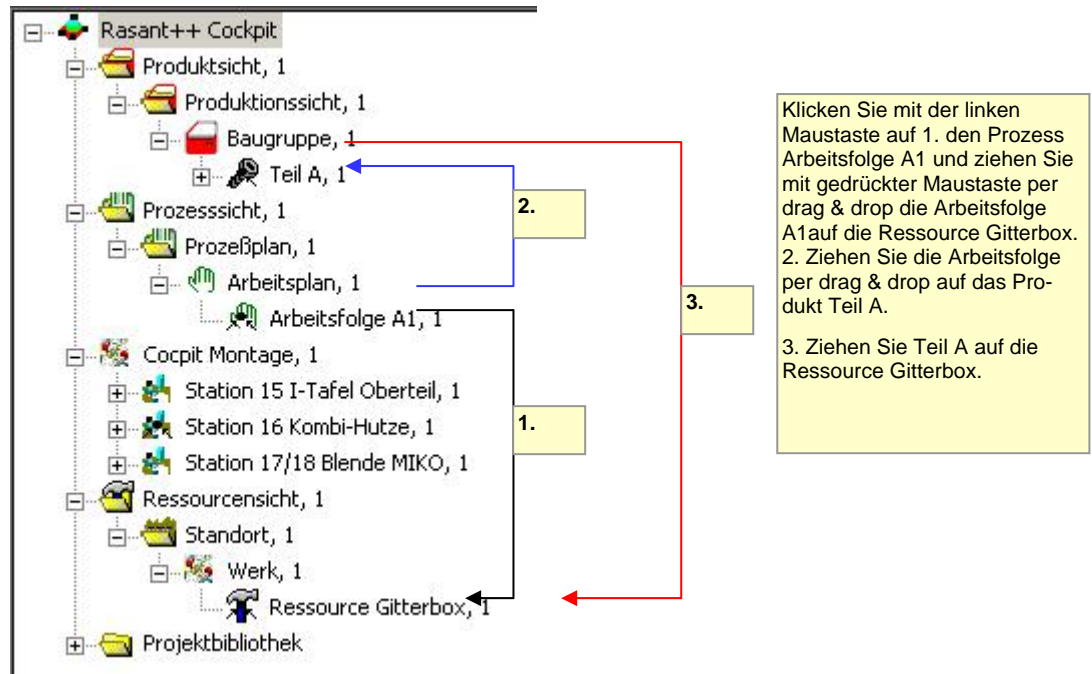 Rasant++ Cockpit
Produktsicht, 1
Produktionssicht, 1
Baugruppe, 1
Teil A, 1
Prozesssicht, 1
Prozeßplan, 1
Arbeitsplan, 1
Arbeitsfolge A1, 1
Cocpit Montage, 1
Station 15 I-Tafel Oberteil, 1
Station 16 Kombi-Hutze, 1
Station 17/18 Blende MIKO, 1
Ressourcensicht, 1
Standort, 1
Werk, 1
Ressource Gitterbox, 1
Projektbibliothek
2.
3.
1.
Klicken Sie mit der linken
Maustaste auf 1. den Prozess
Arbeitsfolge A1 und ziehen Sie
mit gedrückter Maustaste per
drag & drop die Arbeitsfolge
A1auf die Ressource Gitterbox.
2. Ziehen Sie die Arbeitsfolge
per drag & drop auf das Pro-
dukt Teil A.
3. Ziehen Sie Teil A auf die
Ressource Gitterbox.